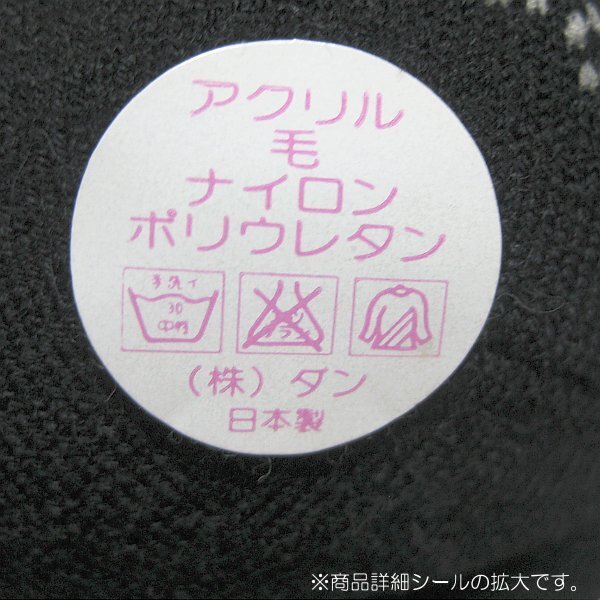 アクリル
毛
ナイロン
ポリウレタン
手洗イ
30
中性
(株) ダン
日本製
※商品詳細シールの拡大です。